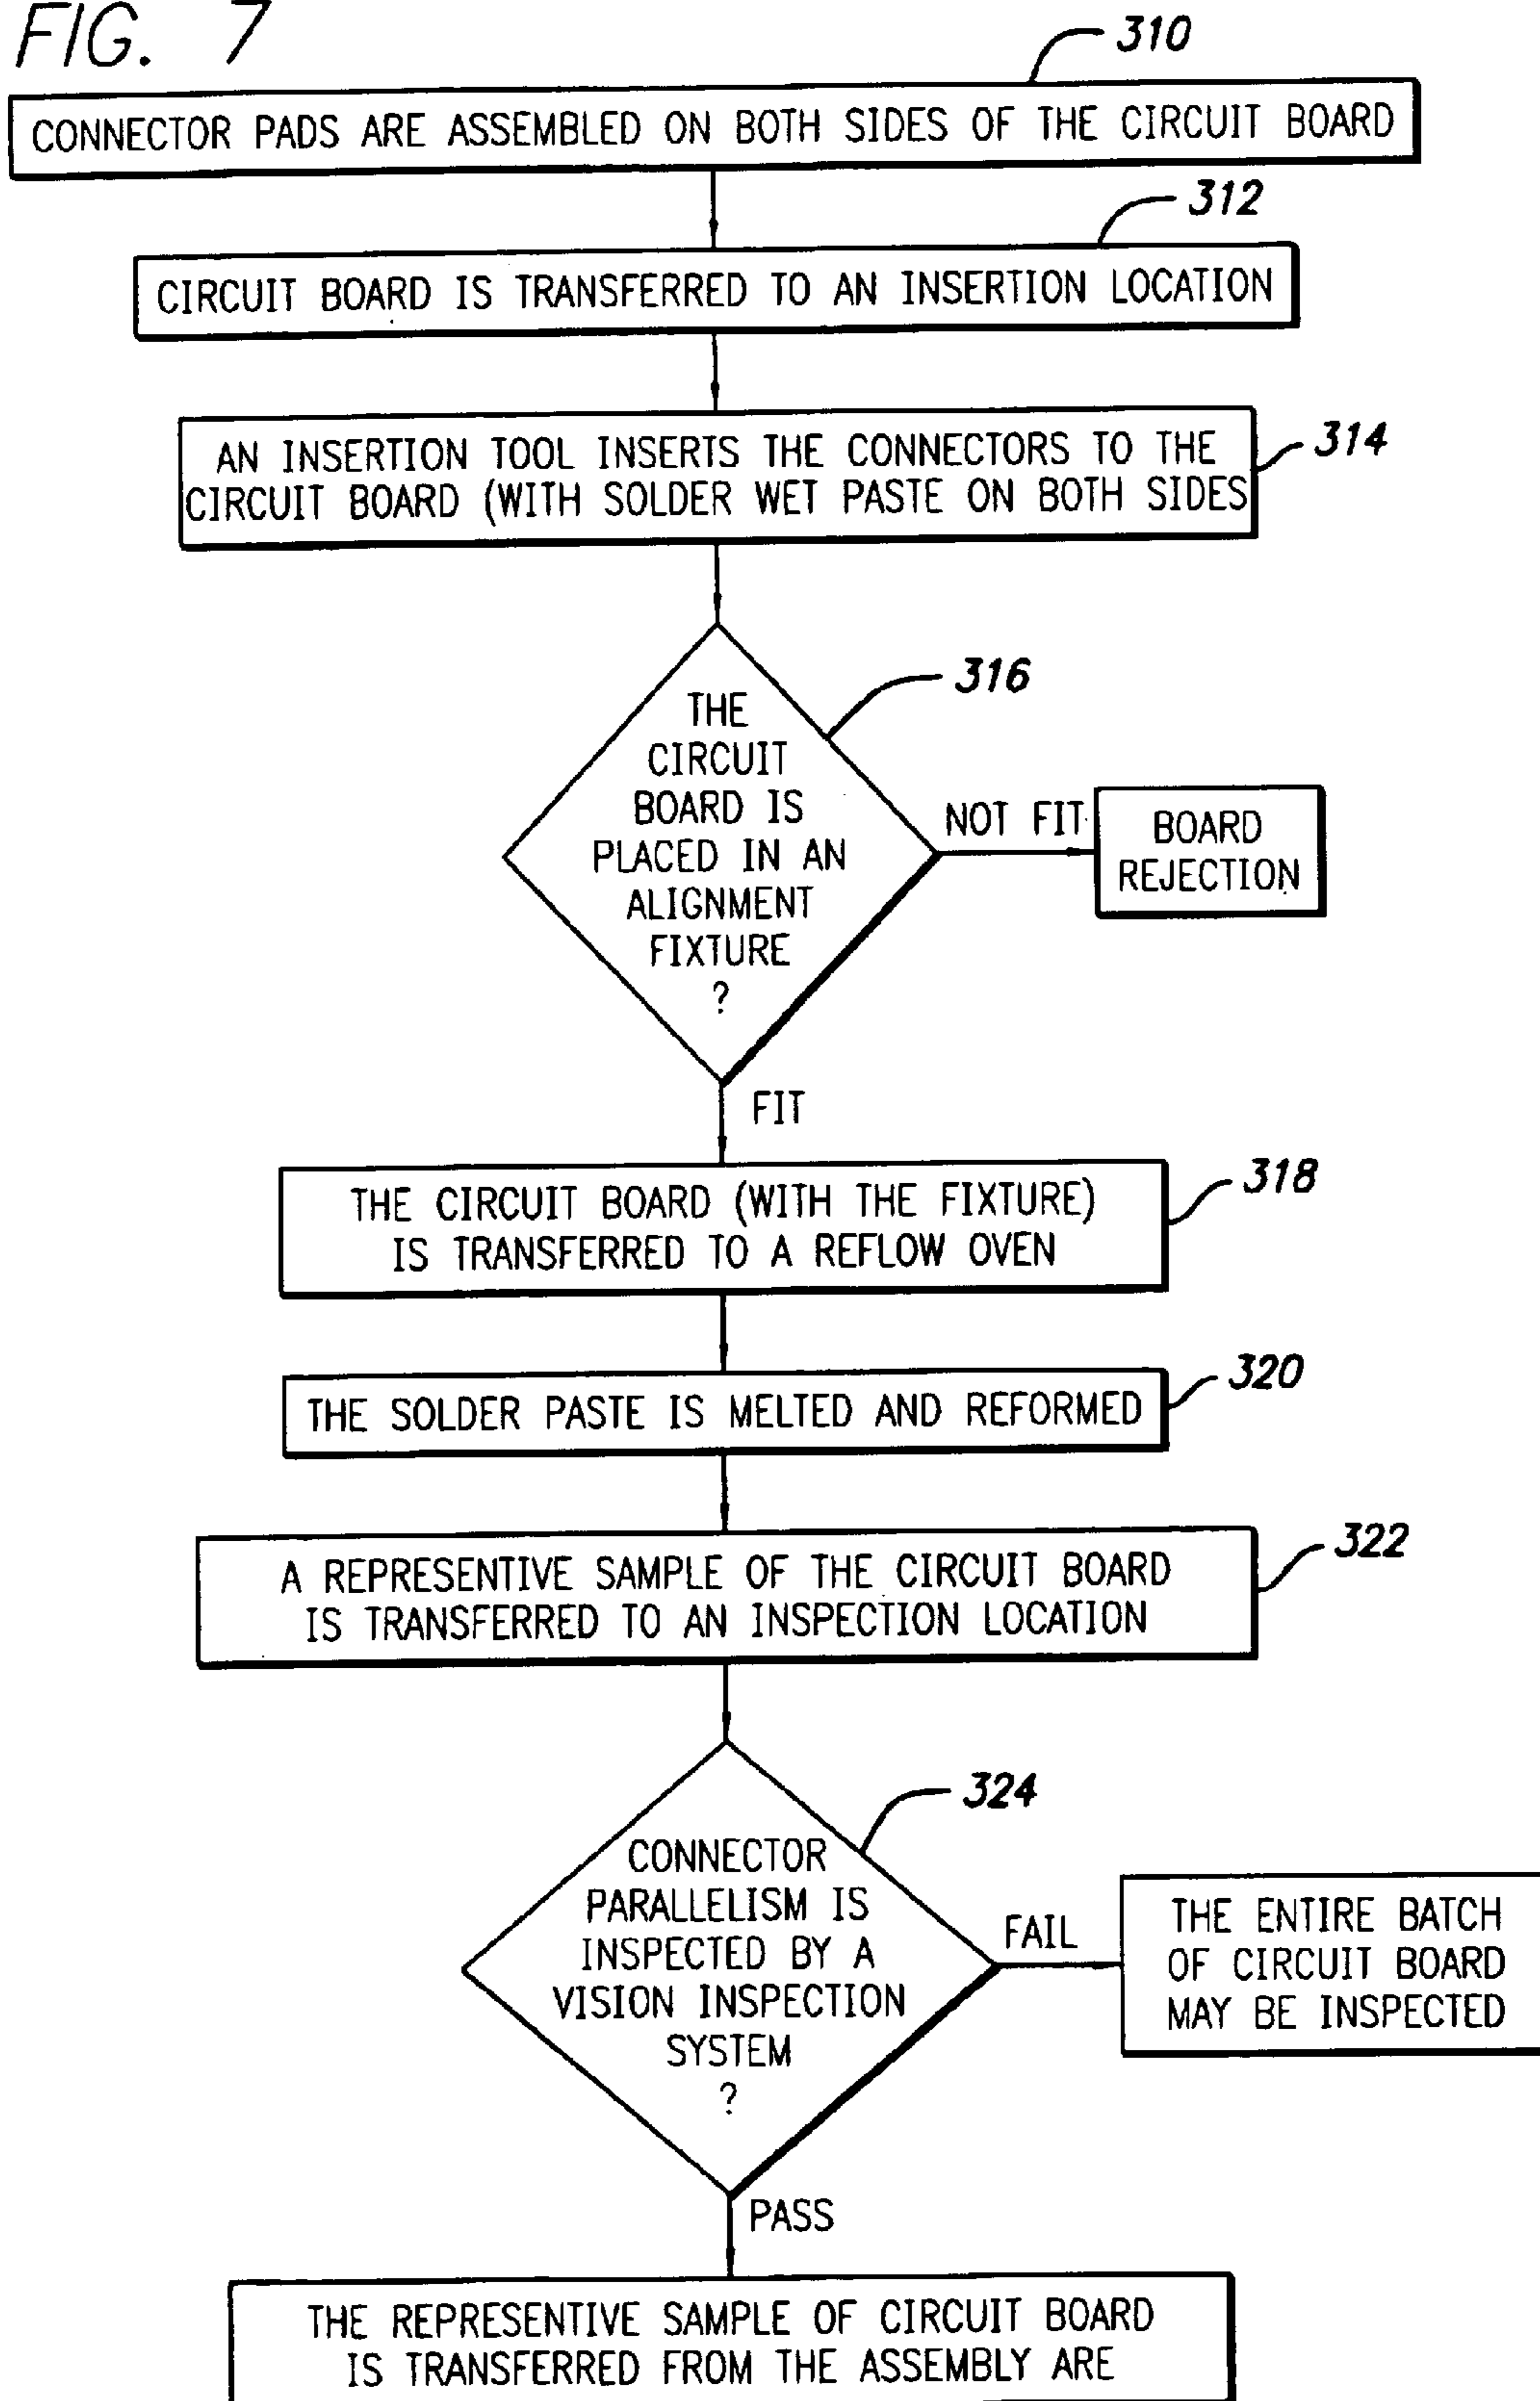 FIG. 7
310
CONNECTOR PADS ARE ASSEMBLED ON BOTH SIDES OF THE CIRCUIT BOARD
312
CIRCUIT BOARD IS TRANSFERRED TO AN INSERTION LOCATION
314
AN INSERTION TOOL INSERTS THE CONNECTORS TO THE
CIRCUIT BOARD (WITH SOLDER WET PASTE ON BOTH SIDES
316
THE
CIRCUIT
BOARD IS
PLACED IN AN
ALIGNMENT
FIXTURE
?
NOT FIT
BOARD
REJECTION
FIT
318
THE CIRCUIT BOARD (WITH THE FIXTURE)
IS TRANSFERRED TO A REFLOW OVEN
320
THE SOLDER PASTE IS MELTED AND REFORMED
322
A REPRESENTIVE SAMPLE OF THE CIRCUIT BOARD
IS TRANSFERRED TO AN INSPECTION LOCATION
324
CONNECTOR
PARALLELISM IS
INSPECTED BY A
VISION INSPECTION
SYSTEM
?
FAIL
THE ENTIRE BATCH
OF CIRCUIT BOARD
MAY BE INSPECTED
PASS
THE REPRESENTIVE SAMPLE OF CIRCUIT BOARD
IS TRANSFERRED FROM THE ASSEMBLY ARE